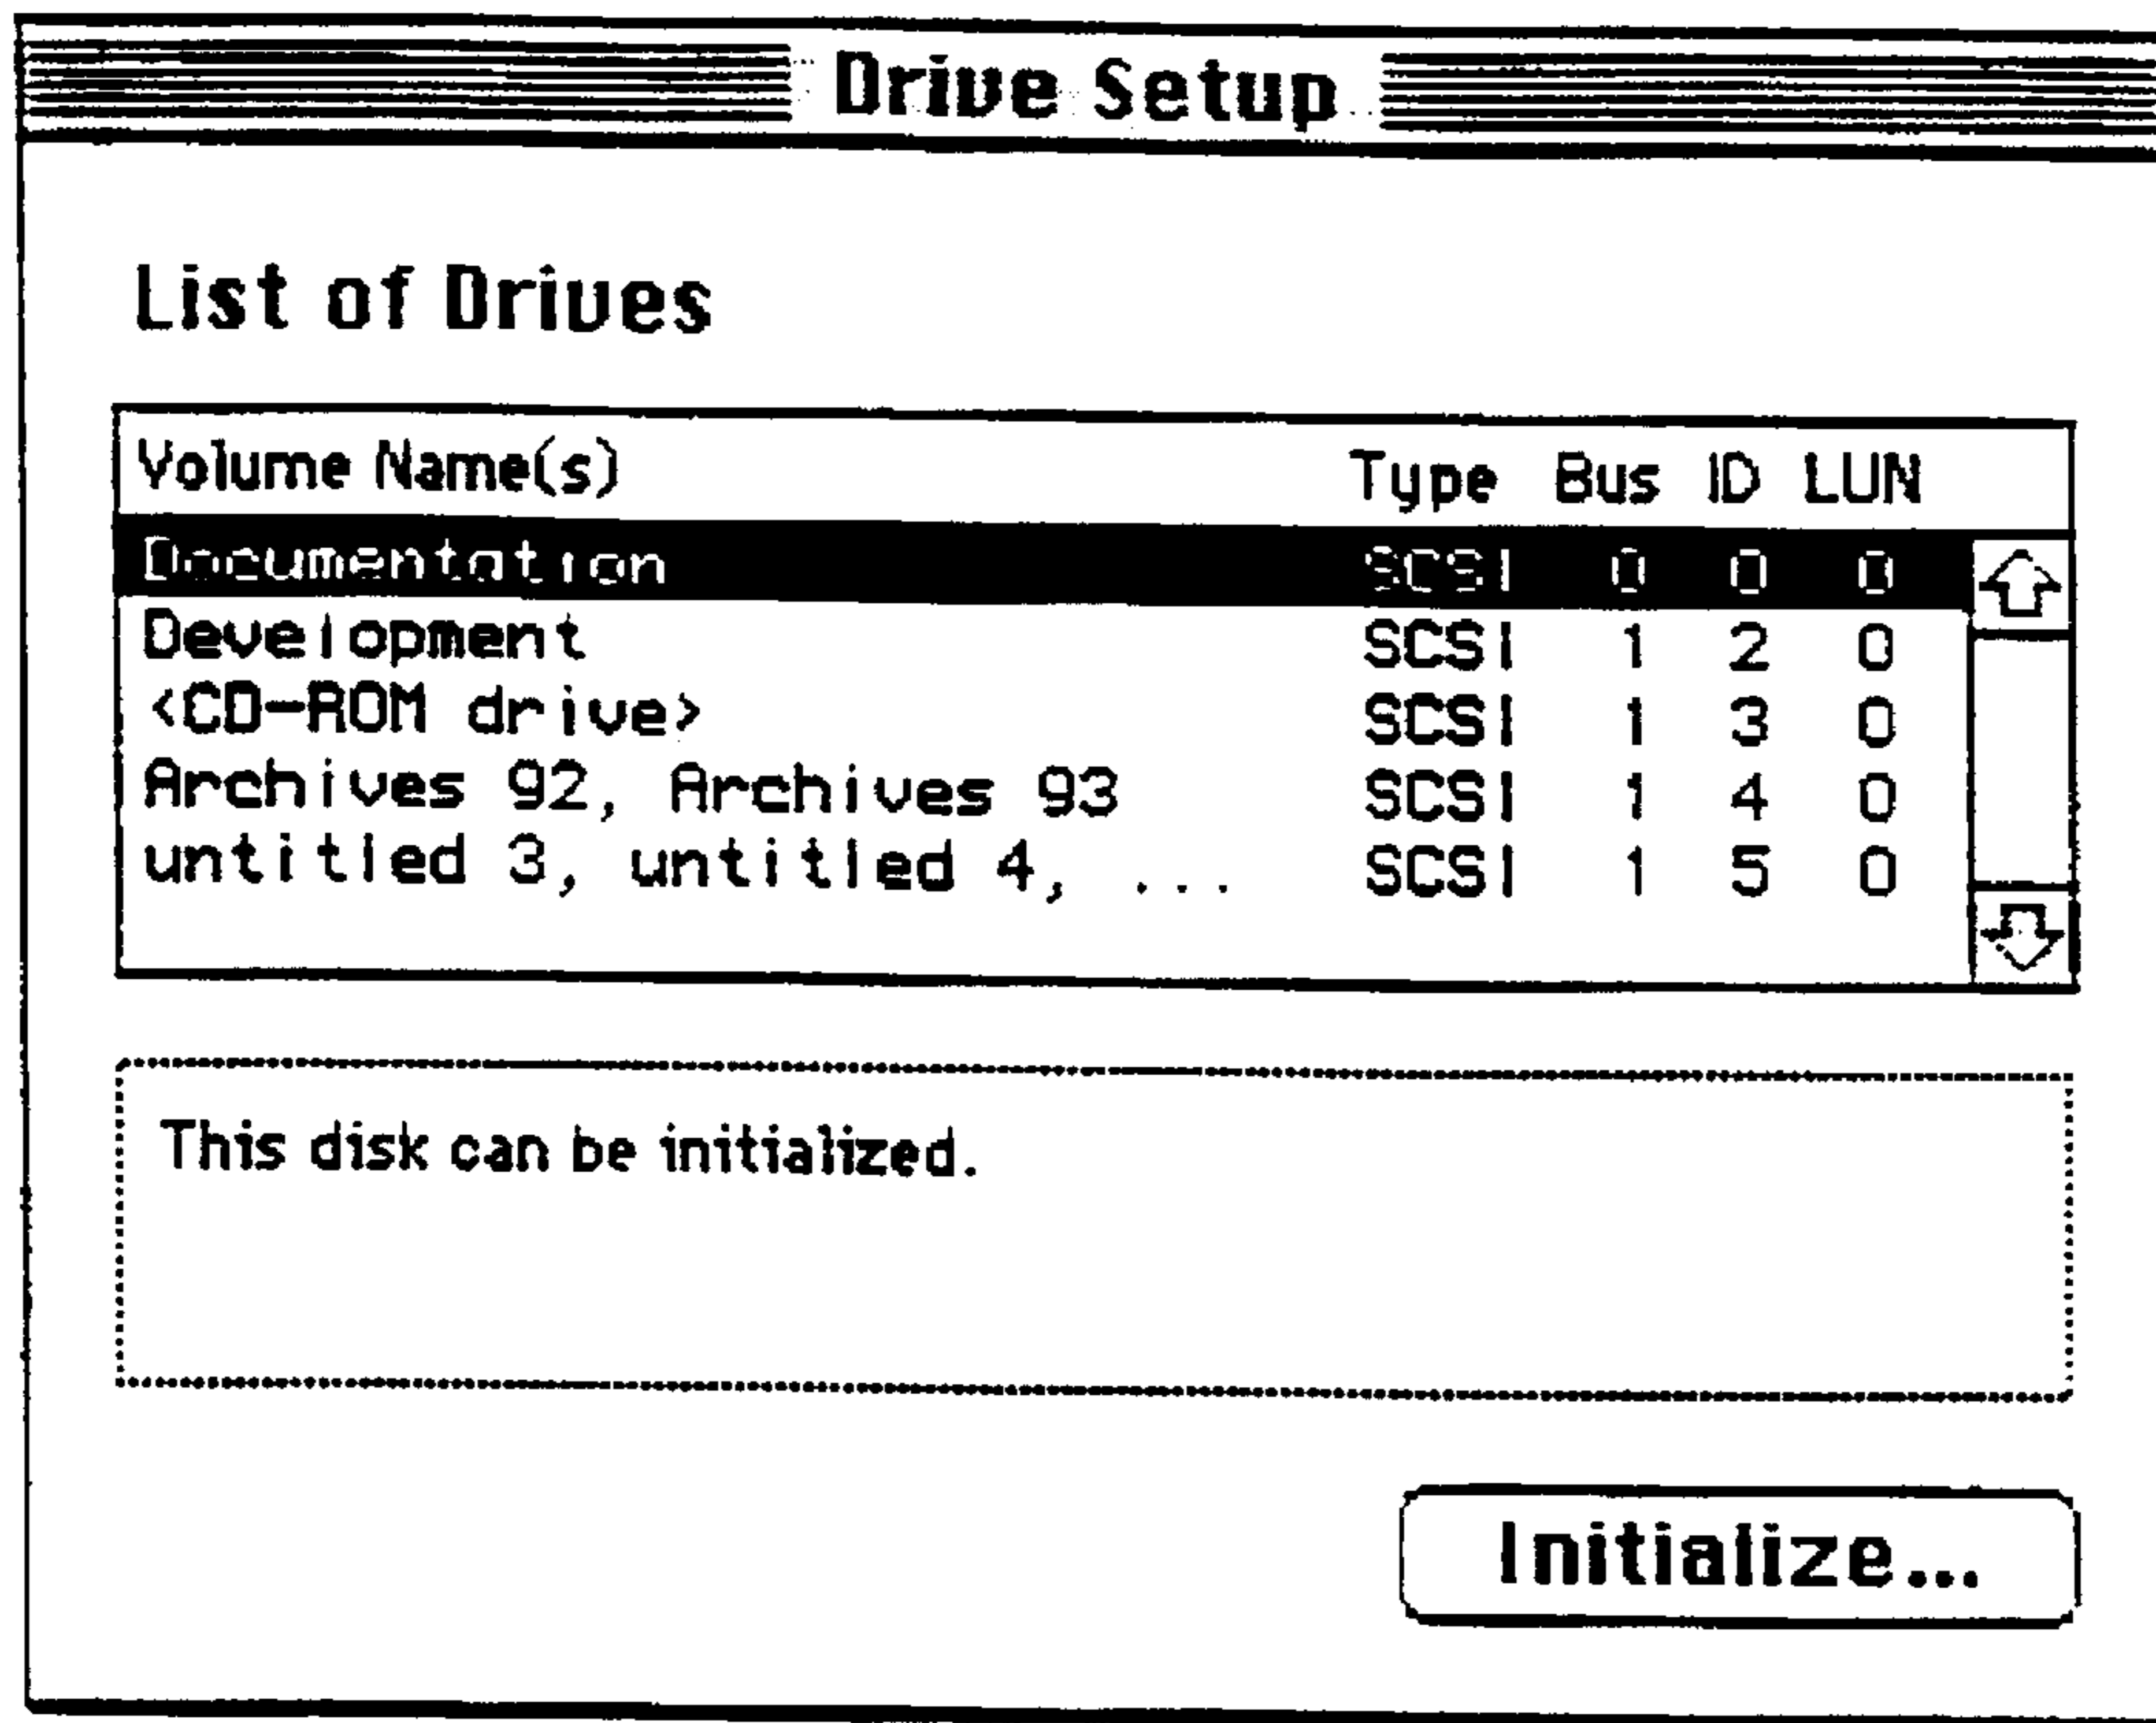 Drive Setup
List of Drives
Volume Name(s) Type Bus ID LUN
Documentation SCSI 0 0 0
Development SCSI 1 2 0
<CD-ROM drive> SCSI 1 3 0
Archives 92, Archives 93 SCSI 1 4 0
untitled 3, untitled 4, ... SCSI 1 5 0
This disk can be initialized.
Initialize...